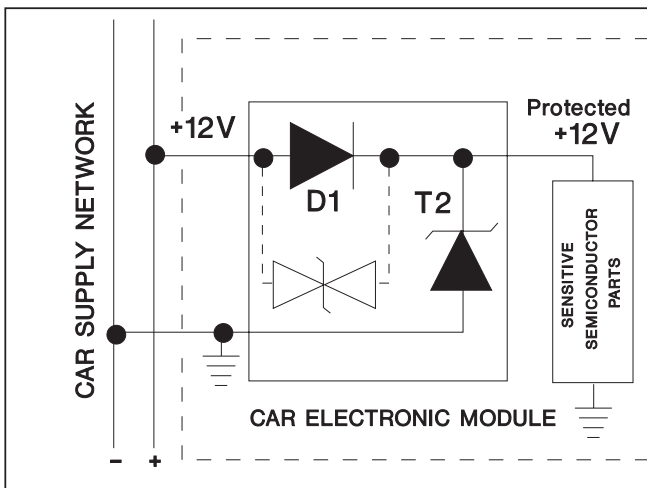 CAR SUPPLY NETWORK
+12V
D1
T2
Protected
+12V
SENSITIVE
SEMICONDUCTOR
PARTS
CAR ELECTRONIC MODULE
- +